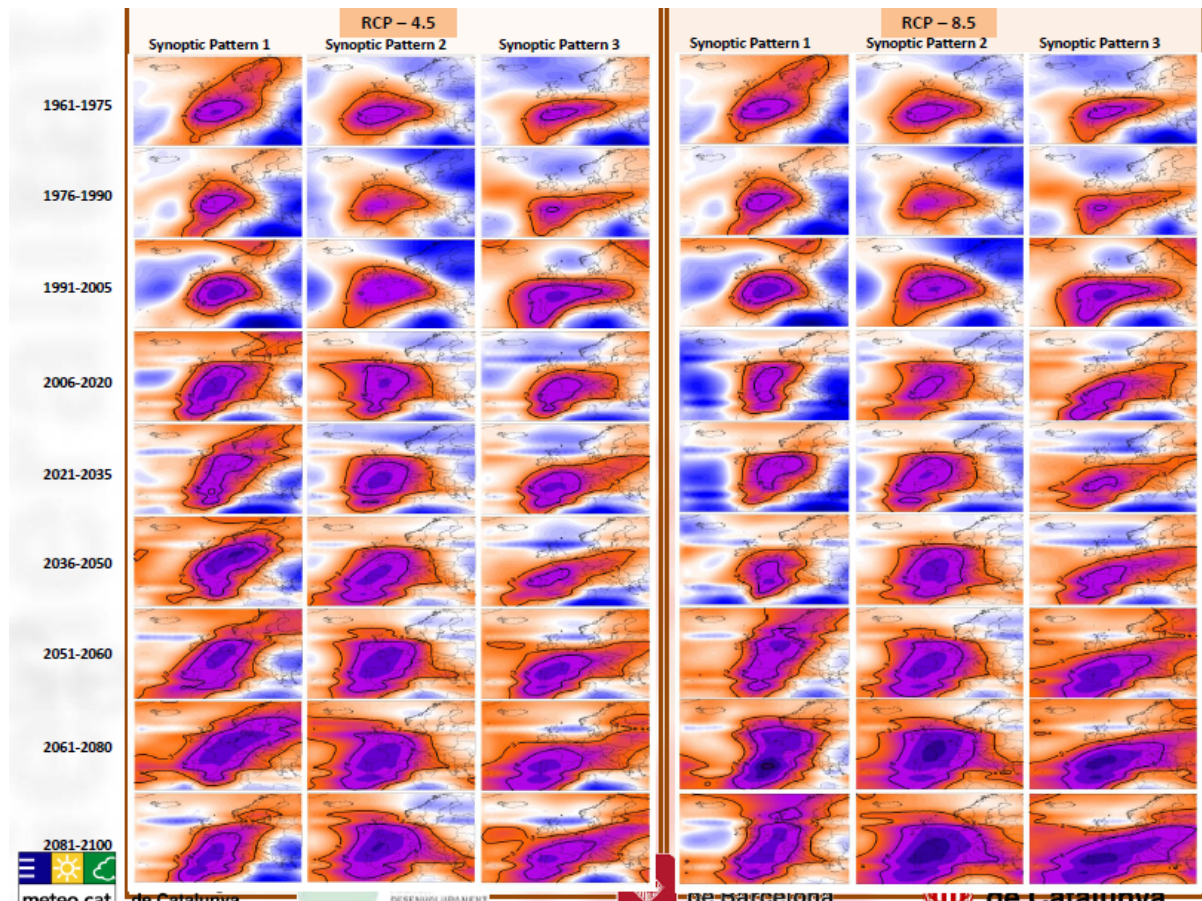 RCP – 4.5
RCP – 8.5
Synoptic Pattern 1
Synoptic Pattern 2
Synoptic Pattern 3
Synoptic Pattern 1
Synoptic Pattern 2
Synoptic Pattern 3
1961-1975
1976-1990
1991-2005
2006-2020
2021-2035
2036-2050
2051-2060
2061-2080
2081-2100
meteo.cat
de Catalunya
de Barcelona
de Catalunya